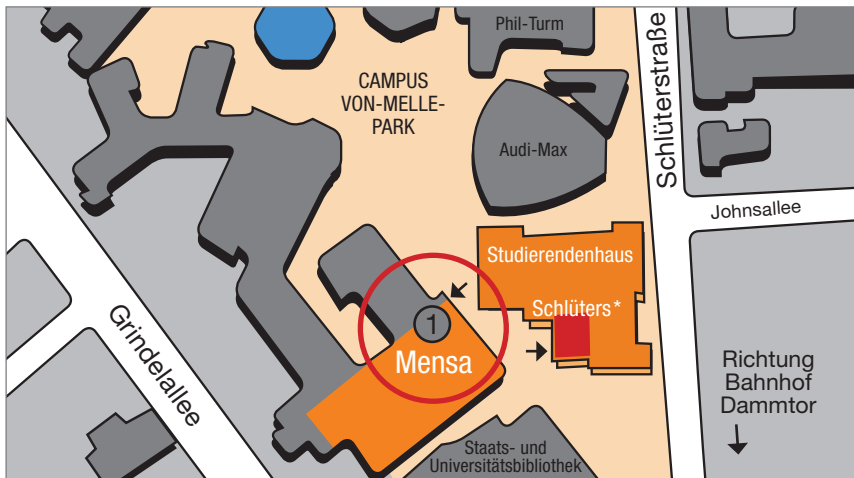 Phil-Turm
CAMPUS
VON-MELLE-
PARK
Schlüterstraße
Audi-Max
Johnsallee
Studierendenhaus
Schlüters*
1
Mensa
Grindelallee
Richtung
Bahnhof
Dammtor
Staats- und
Universitätsbibliothek